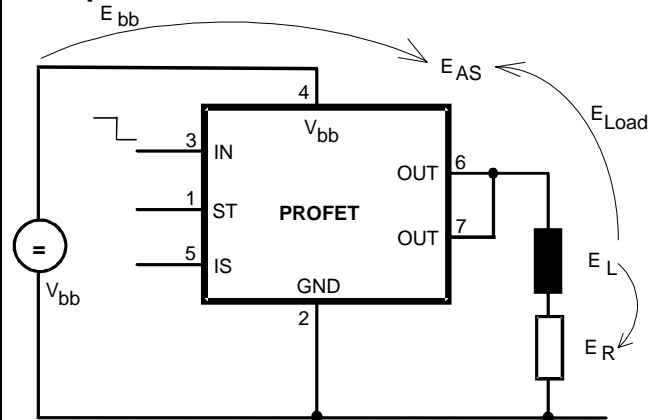 E bb
E AS
E Load
4
V bb
3 IN
OUT 6
1 ST
PROFET
OUT 7
=
5 IS
V bb
GND
2
E L
E R